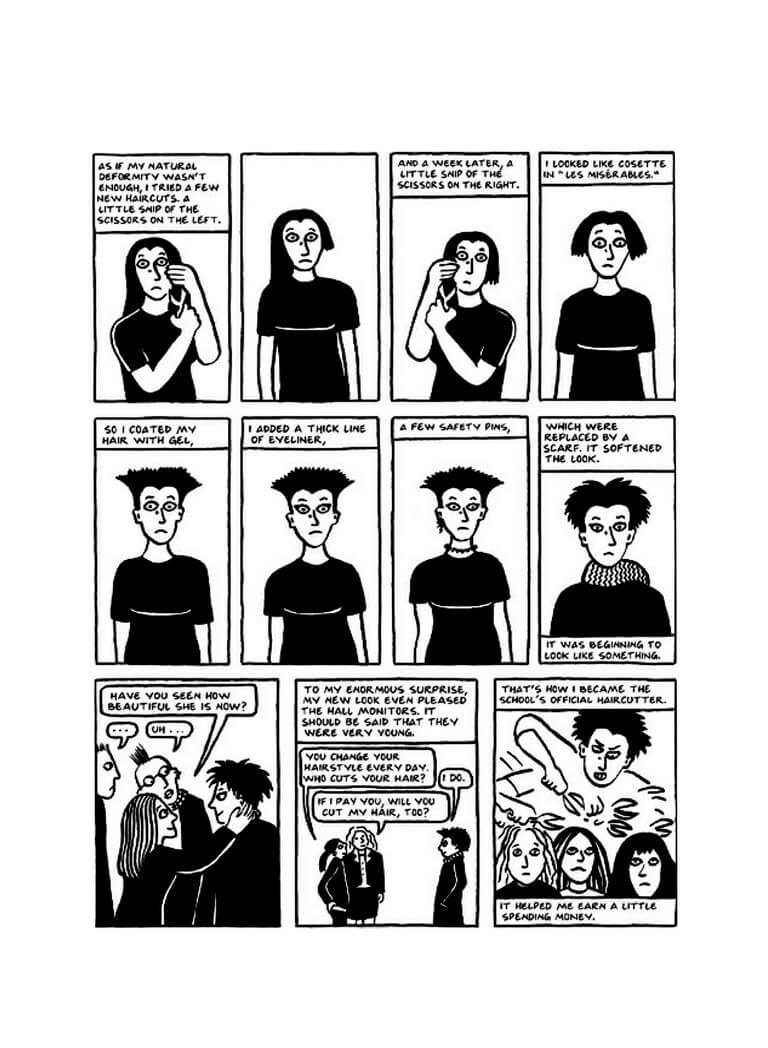 AS IF MY NATURAL
DEFORMITY WASN'T
ENOUGH, I TRIED A FEW
NEW HAIRCUTS. A
LITTLE SNIP OF THE
SCISSORS ON THE LEFT.
AND A WEEK LATER, A
LITTLE SNIP OF THE
SCISSORS ON THE RIGHT.
I LOOKED LIKE COSETTE
IN "LES MISÉRABLES."
SO I COATED MY
HAIR WITH GEL,
I ADDED A THICK LINE
OF EYELINER,
A FEW SAFETY PINS,
WHICH WERE
REPLACED BY A
SCARF. IT SOFTENED
THE LOOK.
IT WAS BEGINNING TO
LOOK LIKE SOMETHING.
HAVE YOU SEEN HOW
BEAUTIFUL SHE IS NOW?
...
UH ...
TO MY ENORMOUS SURPRISE,
MY NEW LOOK EVEN PLEASED
THE HALL MONITORS. IT
SHOULD BE SAID THAT THEY
WERE VERY YOUNG.
YOU CHANGE YOUR
HAIRSTYLE EVERY DAY.
WHO CUTS YOUR HAIR?
I DO.
IF I PAY YOU, WILL YOU
CUT MY HAIR, TOO?
THAT'S HOW I BECAME THE
SCHOOL'S OFFICIAL HAIRCUTTER.
IT HELPED ME EARN A LITTLE
SPENDING MONEY.